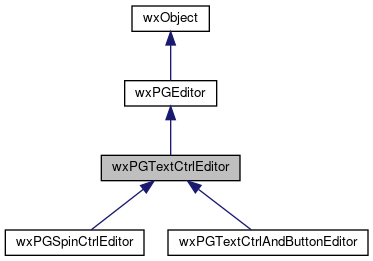 wxObject
wxPGEditor
wxPGTextCtrlEditor
wxPGSpinCtrlEditor
wxPGTextCtrlAndButtonEditor